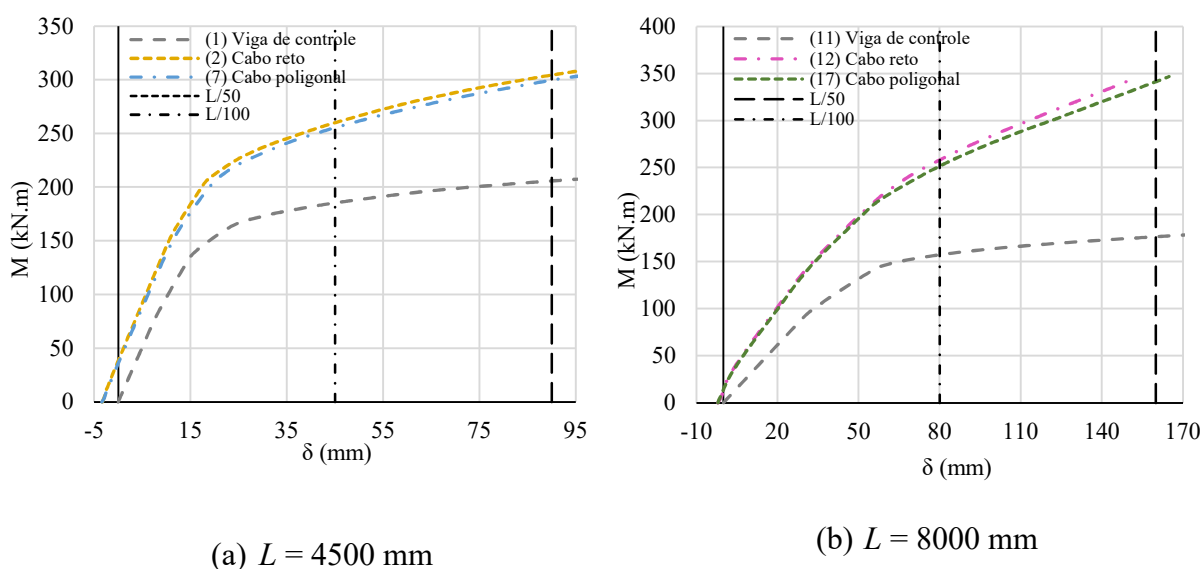 350
300
250
200
150
100
50
0
M (kN.m)
(1) Viga de controle
(2) Cabo reto
(7) Cabo poligonal
L/50
L/100
-5 15 35 55 75 95
δ (mm)
(a) L = 4500 mm
400
350
300
250
200
150
100
50
0
M (kN.m)
(11) Viga de controle
(12) Cabo reto
(17) Cabo poligonal
L/50
L/100
-10 20 50 80 110 140 170
δ (mm)
(b) L = 8000 mm